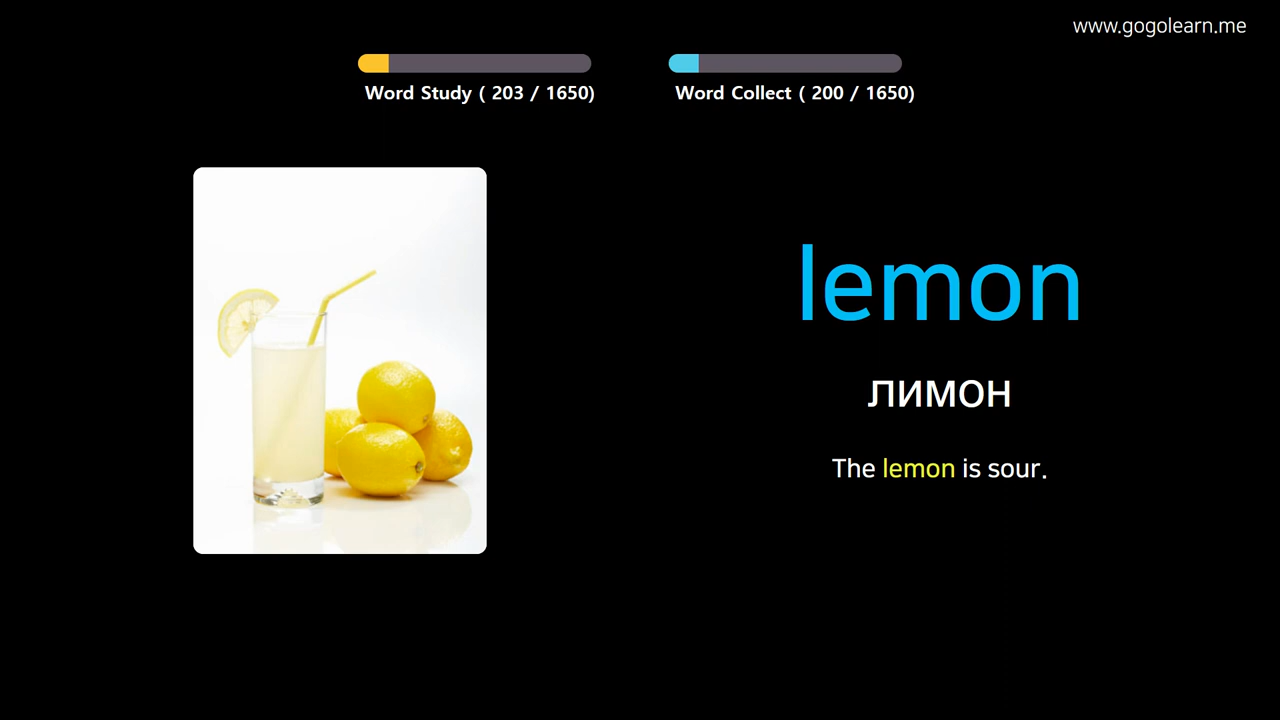 www.gogolearn.me
Word Study ( 203 / 1650)
Word Collect ( 200 / 1650)
lemon
лимон
The lemon is sour.